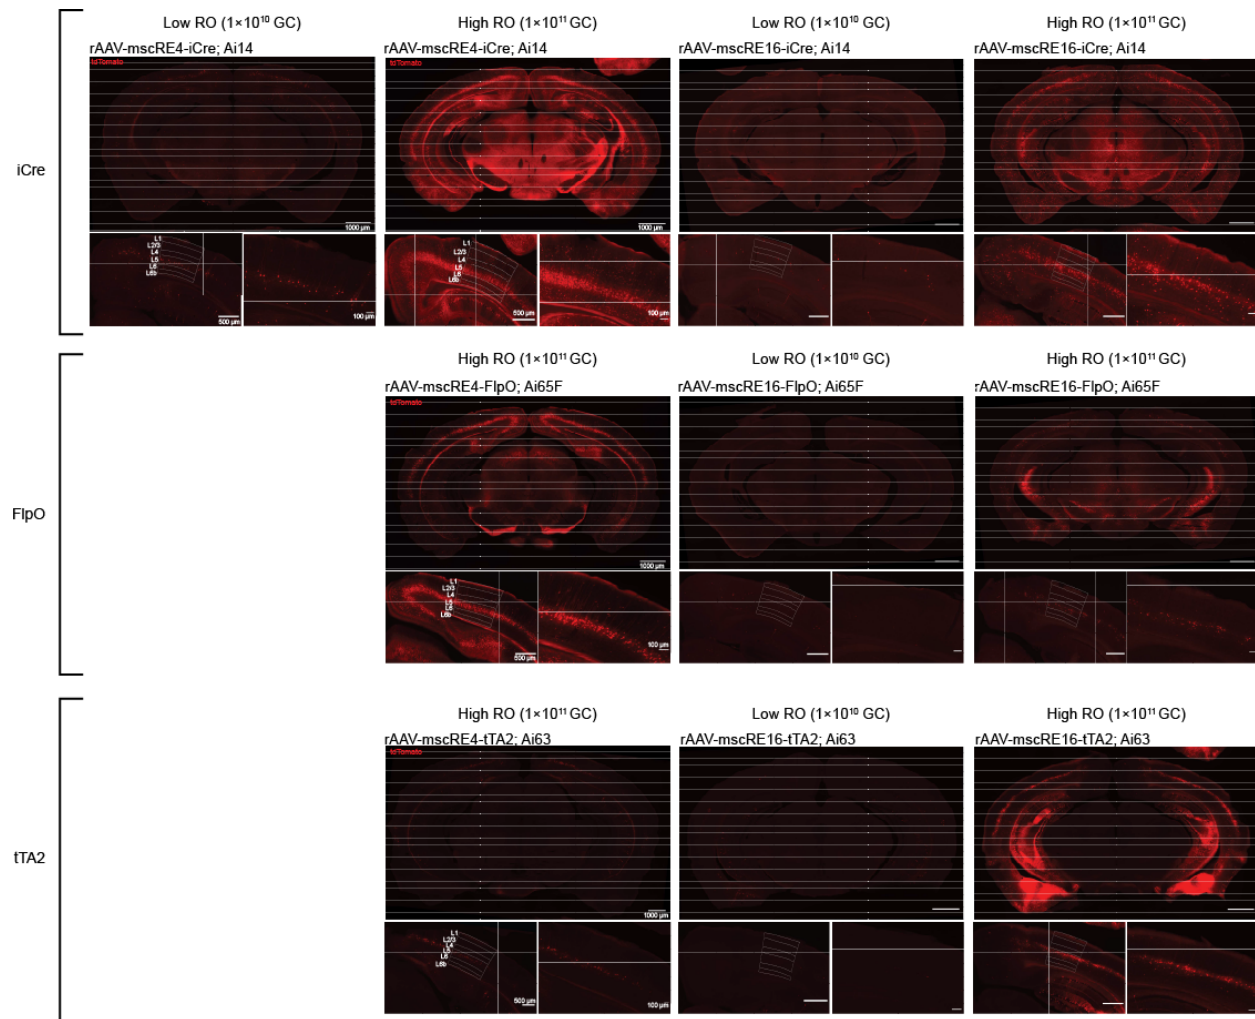 Low RO (1×10¹⁰ GC)
High RO (1×10¹¹ GC)
Low RO (1×10¹⁰ GC)
High RO (1×10¹¹ GC)
rAAV-mscRE4-iCre; Ai14
rAAV-mscRE4-iCre; Ai14
rAAV-mscRE16-iCre; Ai14
rAAV-mscRE16-iCre; Ai14
tdTomato
tdTomato
iCre
1000 µm
1000 µm
L1
L2/3
L4
L5
L6
L6b
500 µm
100 µm
L1
L2/3
L4
L5
L6
L6b
500 µm
100 µm
High RO (1×10¹¹ GC)
Low RO (1×10¹⁰ GC)
High RO (1×10¹¹ GC)
rAAV-mscRE4-FlpO; Ai65F
rAAV-mscRE16-FlpO; Ai65F
rAAV-mscRE16-FlpO; Ai65F
tdTomato
FlpO
1000 µm
L1
L2/3
L4
L5
L6
L6b
500 µm
100 µm
High RO (1×10¹¹ GC)
Low RO (1×10¹⁰ GC)
High RO (1×10¹¹ GC)
rAAV-mscRE4-tTA2; Ai63
rAAV-mscRE16-tTA2; Ai63
rAAV-mscRE16-tTA2; Ai63
tdTomato
tTA2
1000 µm
L1
L2/3
L4
L5
L6
L6b
500 µm
100 µm